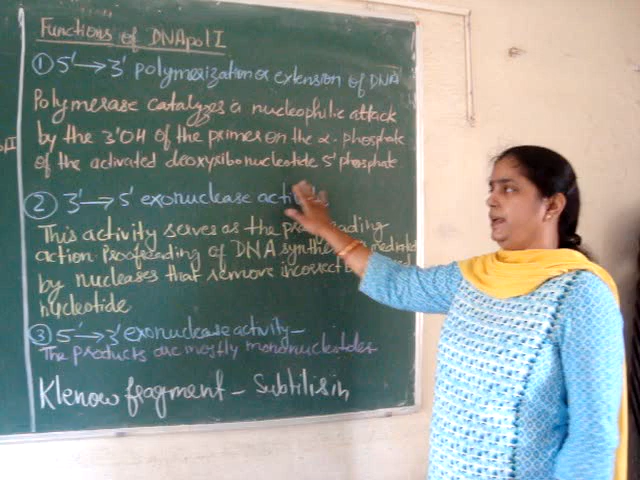 Functions of DNA pol I
① 5' → 3' polymerization or extension of DNA
Polymerase catalyzes a nucleophilic attack
by the 3'OH of the primer on the α-phosphate
of the activated deoxyribonucleotide 5' phosphate
② 3' → 5' exonuclease
This activity serves as the
action. Proofreading of DNA mediated
by nucleases that remove incorrect
nucleotide
③ 5' → 3' exonuclease activity –
The products are mostly mononucleotides
Klenow fragment – Subtilisin